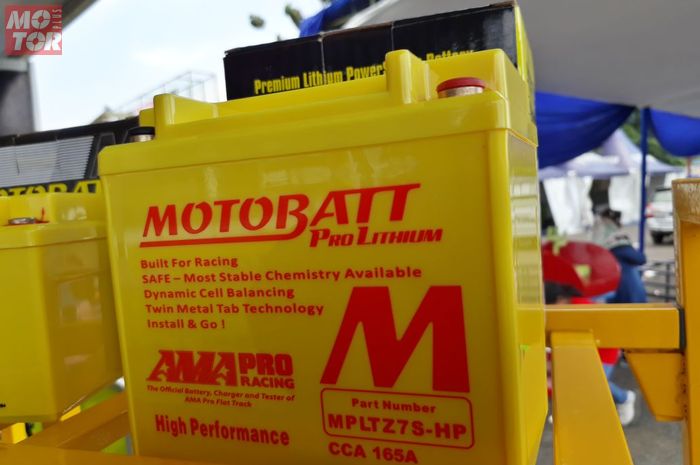 MOTOR
PLUS
Premium Lithium Power
Battery
MOTOBATT
MOTOBATT
PRO LITHIUM
Built For Racing
SAFE – Most Stable Chemistry Available
Dynamic Cell Balancing
Twin Metal Tab Technology
Install & Go !
AMA PRO
RACING
The Official Battery, Charger and Tester of
AMA Pro Flat Track
High Performance
M
Part Number
MPLTZ7S-HP
CCA 165A